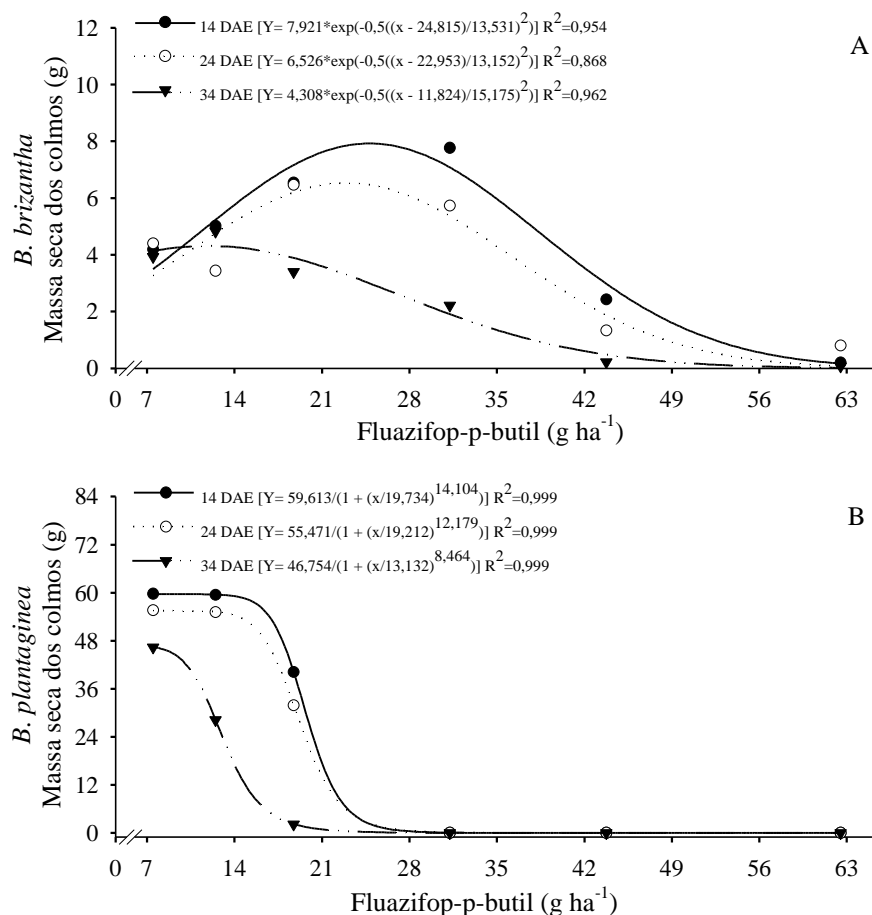 14 DAE [Y= 7,921*exp(-0,5((x - 24,815)/13,531)²)] R²=0,954
24 DAE [Y= 6,526*exp(-0,5((x - 22,953)/13,152)²)] R²=0,868
34 DAE [Y= 4,308*exp(-0,5((x - 11,824)/15,175)²)] R²=0,962
A
B. brizantha
Massa seca dos colmos (g)
12
10
8
6
4
2
0
0 7 14 21 28 35 42 49 56 63
Fluazifop-p-butil (g ha⁻¹)
14 DAE [Y= 59,613/(1 + (x/19,734)^14,104)] R²=0,999
24 DAE [Y= 55,471/(1 + (x/19,212)^12,179)] R²=0,999
34 DAE [Y= 46,754/(1 + (x/13,132)^8,464)] R²=0,999
B
B. plantaginea
Massa seca dos colmos (g)
84
72
60
48
36
24
12
0
0 7 14 21 28 35 42 49 56 63
Fluazifop-p-butil (g ha⁻¹)